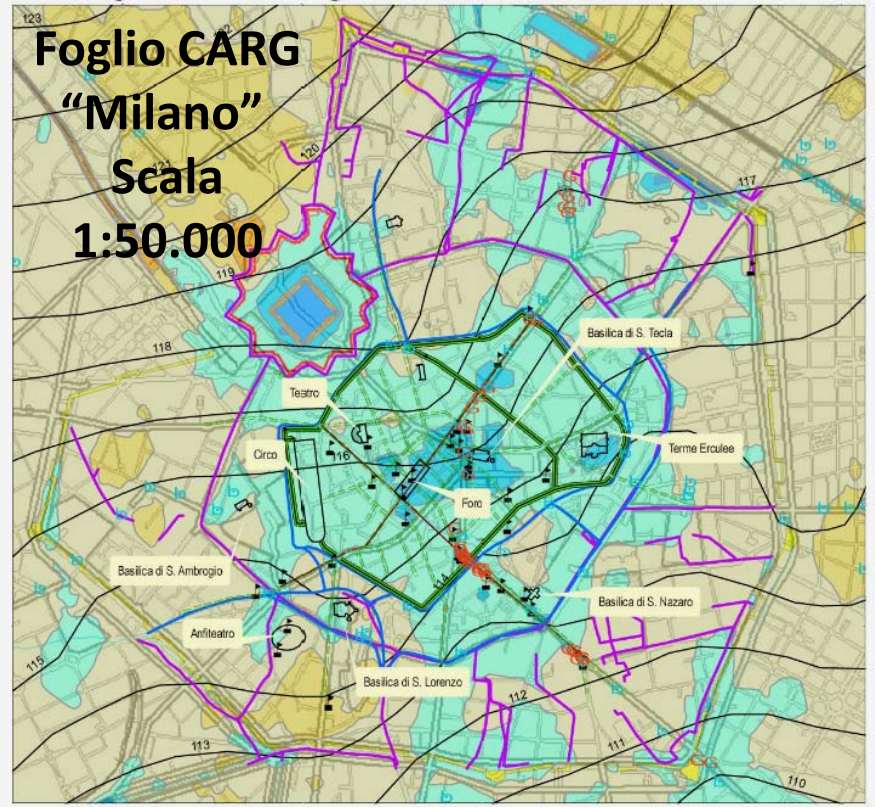 123
122
Foglio CARG
“Milano”
Scala
1:50.000
121
120
117
119
118
Basilica di S. Tecla
Teatro
Circo
116
Terme Erculee
Foro
Basilica di S. Ambrogio
114
Basilica di S. Nazaro
Anfiteatro
115
Basilica di S. Lorenzo
112
113
111
110